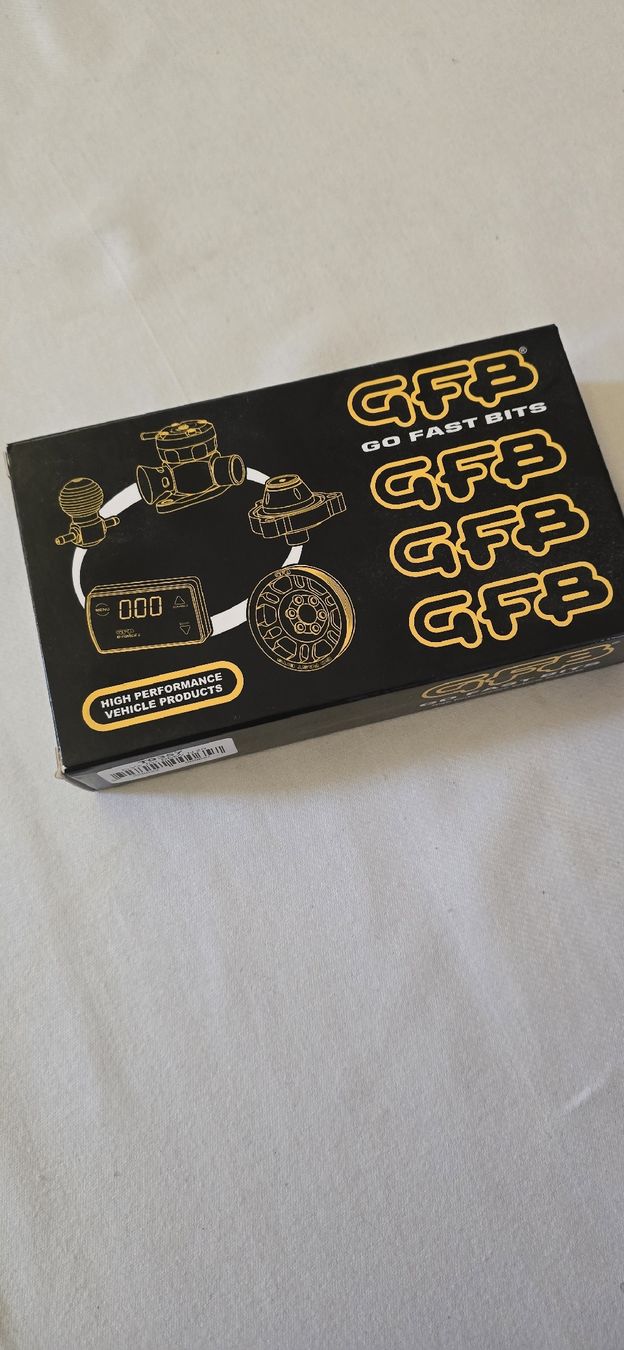 GFB®
GO FAST BITS
GFB
GFB
GFB
MENU
000
HIGH PERFORMANCE
VEHICLE PRODUCTS
GFB
GO FAST BITS